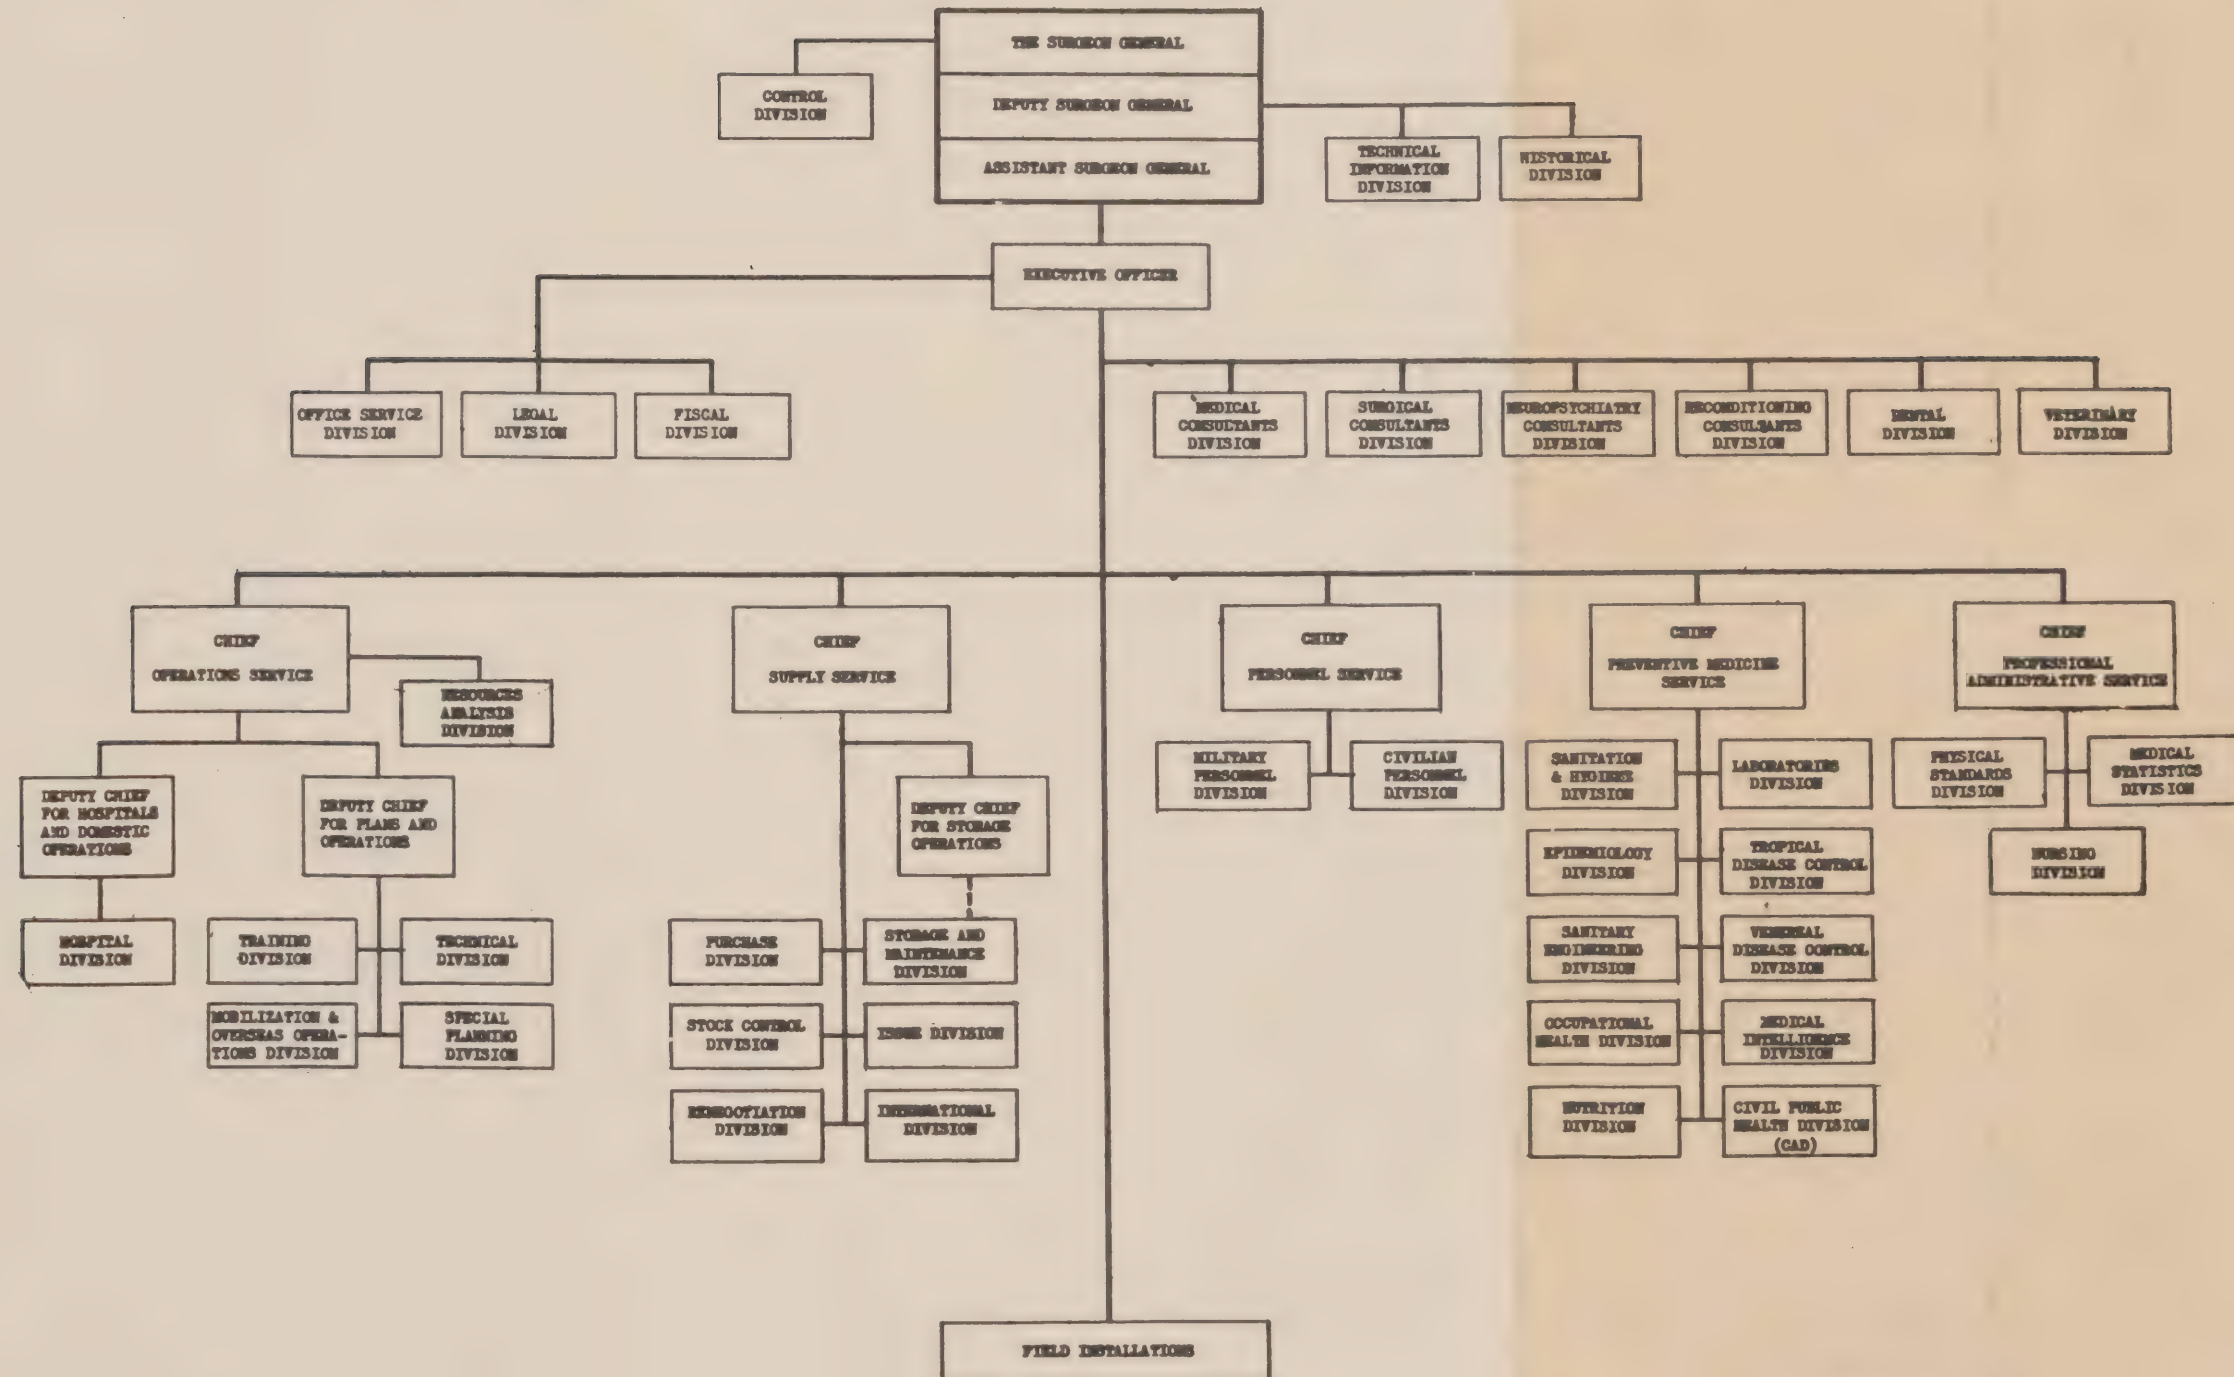 THE SURGEON GENERAL
CONTROL
DIVISION
DEPUTY SURGEON GENERAL
ASSISTANT SURGEON GENERAL
TECHNICAL
INFORMATION
DIVISION
HISTORICAL
DIVISION
EXECUTIVE OFFICER
OFFICE SERVICE
DIVISION
LEGAL
DIVISION
FISCAL
DIVISION
MEDICAL
CONSULTANTS
DIVISION
SURGICAL
CONSULTANTS
DIVISION
NEUROPSYCHIATRY
CONSULTANTS
DIVISION
RECONDITIONING
CONSULTANTS
DIVISION
DENTAL
DIVISION
VETERINARY
DIVISION
CHIEF
OPERATIONS SERVICE
RESOURCES
ANALYSIS
DIVISION
CHIEF
SUPPLY SERVICE
CHIEF
PERSONNEL SERVICE
CHIEF
PREVENTIVE MEDICINE
SERVICE
CHIEF
PROFESSIONAL
ADMINISTRATIVE SERVICE
DEPUTY CHIEF
FOR HOSPITALS
AND DOMESTIC
OPERATIONS
DEPUTY CHIEF
FOR PLANS AND
OPERATIONS
DEPUTY CHIEF
FOR STORAGE
OPERATIONS
MILITARY
PERSONNEL
DIVISION
CIVILIAN
PERSONNEL
DIVISION
SANITATION
& HYGIENE
DIVISION
LABORATORIES
DIVISION
PHYSICAL
STANDARDS
DIVISION
MEDICAL
STATISTICS
DIVISION
EPIDEMIOLOGY
DIVISION
TROPICAL
DISEASE CONTROL
DIVISION
NURSING
DIVISION
HOSPITAL
DIVISION
TRAINING
DIVISION
TECHNICAL
DIVISION
PURCHASE
DIVISION
STORAGE AND
MAINTENANCE
DIVISION
SANITARY
ENGINEERING
DIVISION
VENEREAL
DISEASE CONTROL
DIVISION
MOBILIZATION &
OVERSEAS OPERA-
TIONS DIVISION
SPECIAL
PLANNING
DIVISION
STOCK CONTROL
DIVISION
ISSUE DIVISION
OCCUPATIONAL
HEALTH DIVISION
MEDICAL
INTELLIGENCE
DIVISION
RENEGOTIATION
DIVISION
INTERNATIONAL
DIVISION
NUTRITION
DIVISION
CIVIL PUBLIC
HEALTH DIVISION
(CAD)
FIELD INSTALLATIONS